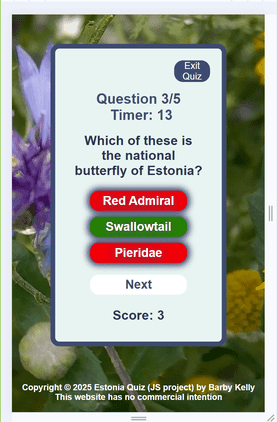 Exit
Quiz
Question 3/5
Timer: 13
Which of these is
the national
butterfly of Estonia?
Red Admiral
Swallowtail
Pieridae
Next
Score: 3
Copyright © 2025 Estonia Quiz (JS project) by Barby Kelly
This website has no commercial intention